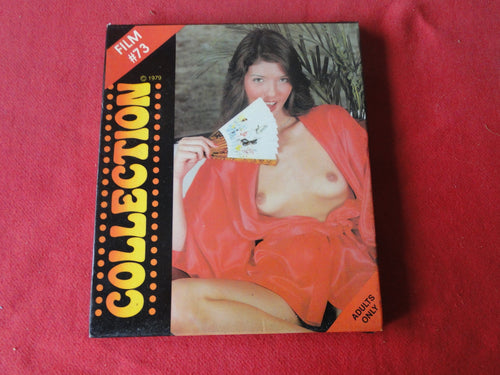 FILM
#73
© 1979
COLLECTION
ADULTS
ONLY